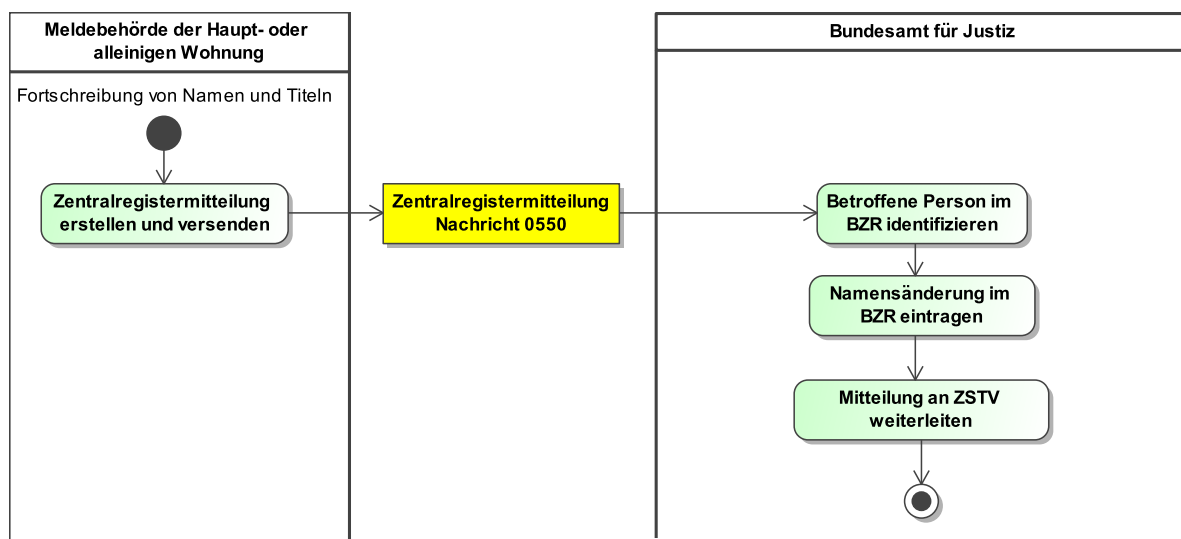 Meldebehörde der Haupt- oder
alleinigen Wohnung
Bundesamt für Justiz
Fortschreibung von Namen und Titeln
Zentralregistermitteilung
erstellen und versenden
Zentralregistermitteilung
Nachricht 0550
Betroffene Person im
BZR identifizieren
Namensänderung im
BZR eintragen
Mitteilung an ZSTV
weiterleiten